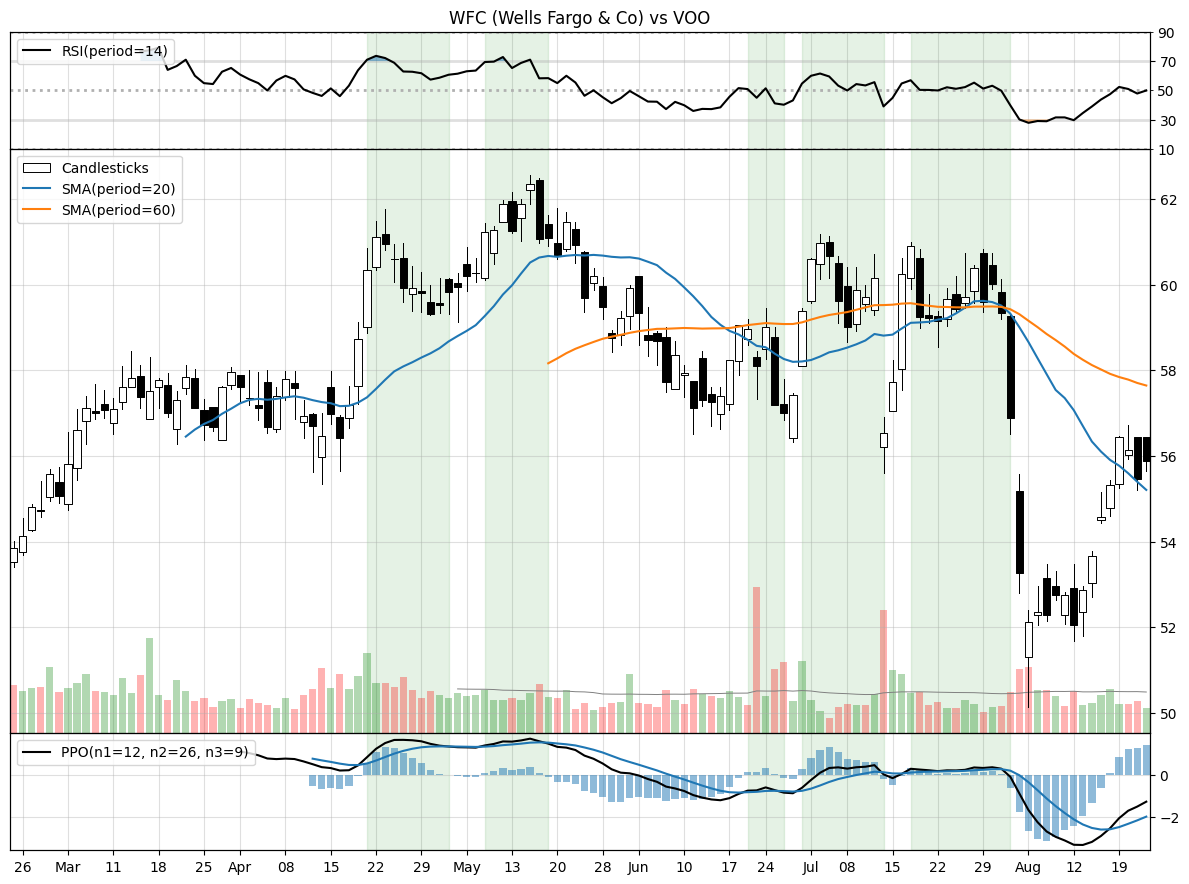 WFC (Wells Fargo & Co) vs VOO
RSI(period=14)
90
70
50
30
10
Candlesticks
SMA(period=20)
SMA(period=60)
62
60
58
56
54
52
50
PPO(n1=12, n2=26, n3=9)
0
−2
26 Mar 11 18 25 Apr 08 15 22 29 May 13 20 28 Jun 10 17 24 Jul 08 15 22 29 Aug 12 19